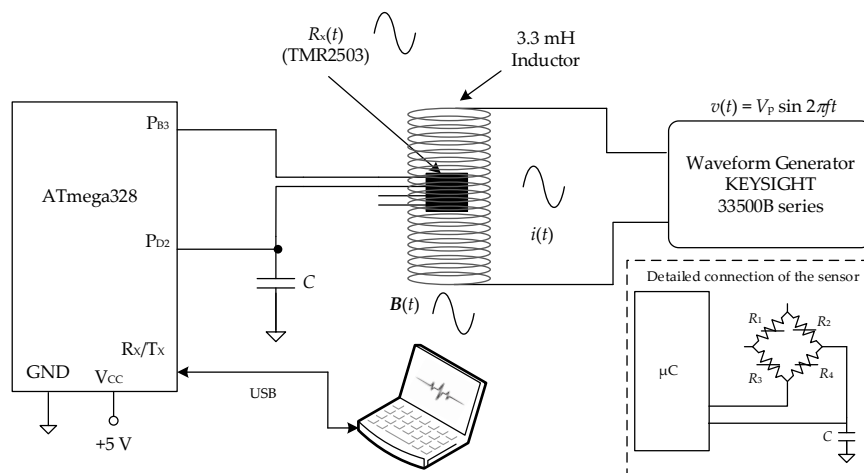 Rx(t)
(TMR2503)
3.3 mH
Inductor
v(t) = VP sin 2πft
PB3
ATmega328
Waveform Generator
KEYSIGHT
33500B series
i(t)
PD2
C
B(t)
RX/TX
GND
VCC
+5 V
USB
Detailed connection of the sensor
μC
R1
R2
R3
R4
C